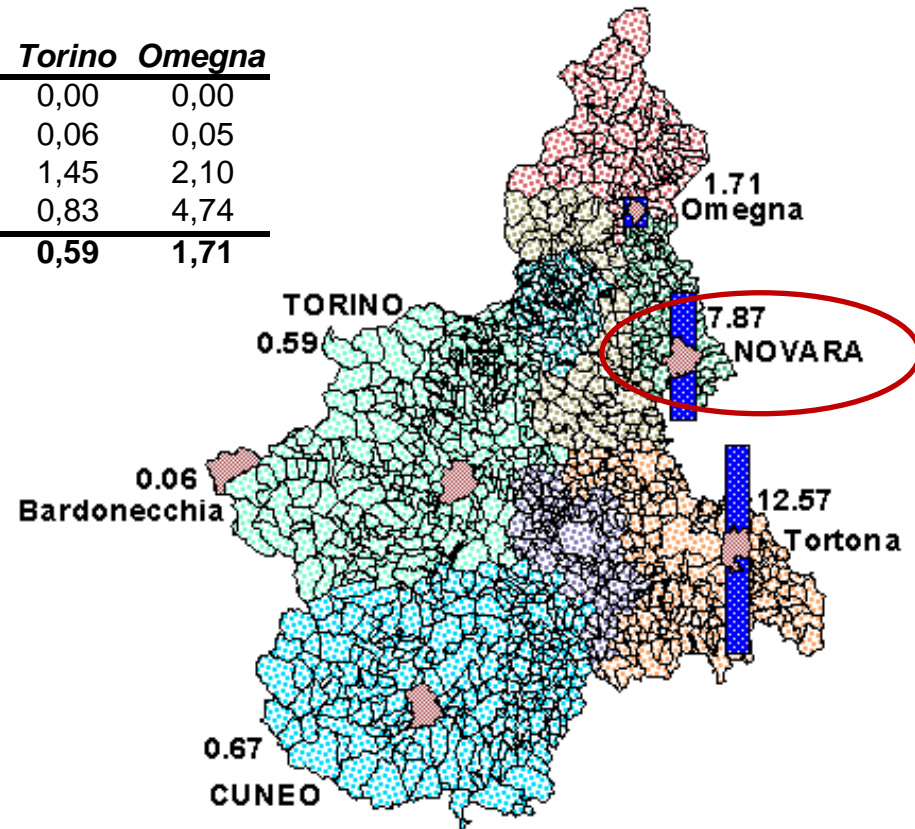 Torino Omegna
0,00 0,00
0,06 0,05
1,45 2,10
0,83 4,74
0,59 1,71
1.71
Omegna
TORINO
0.59
7.87
NOVARA
0.06
Bardonecchia
12.57
Tortona
0.67
CUNEO